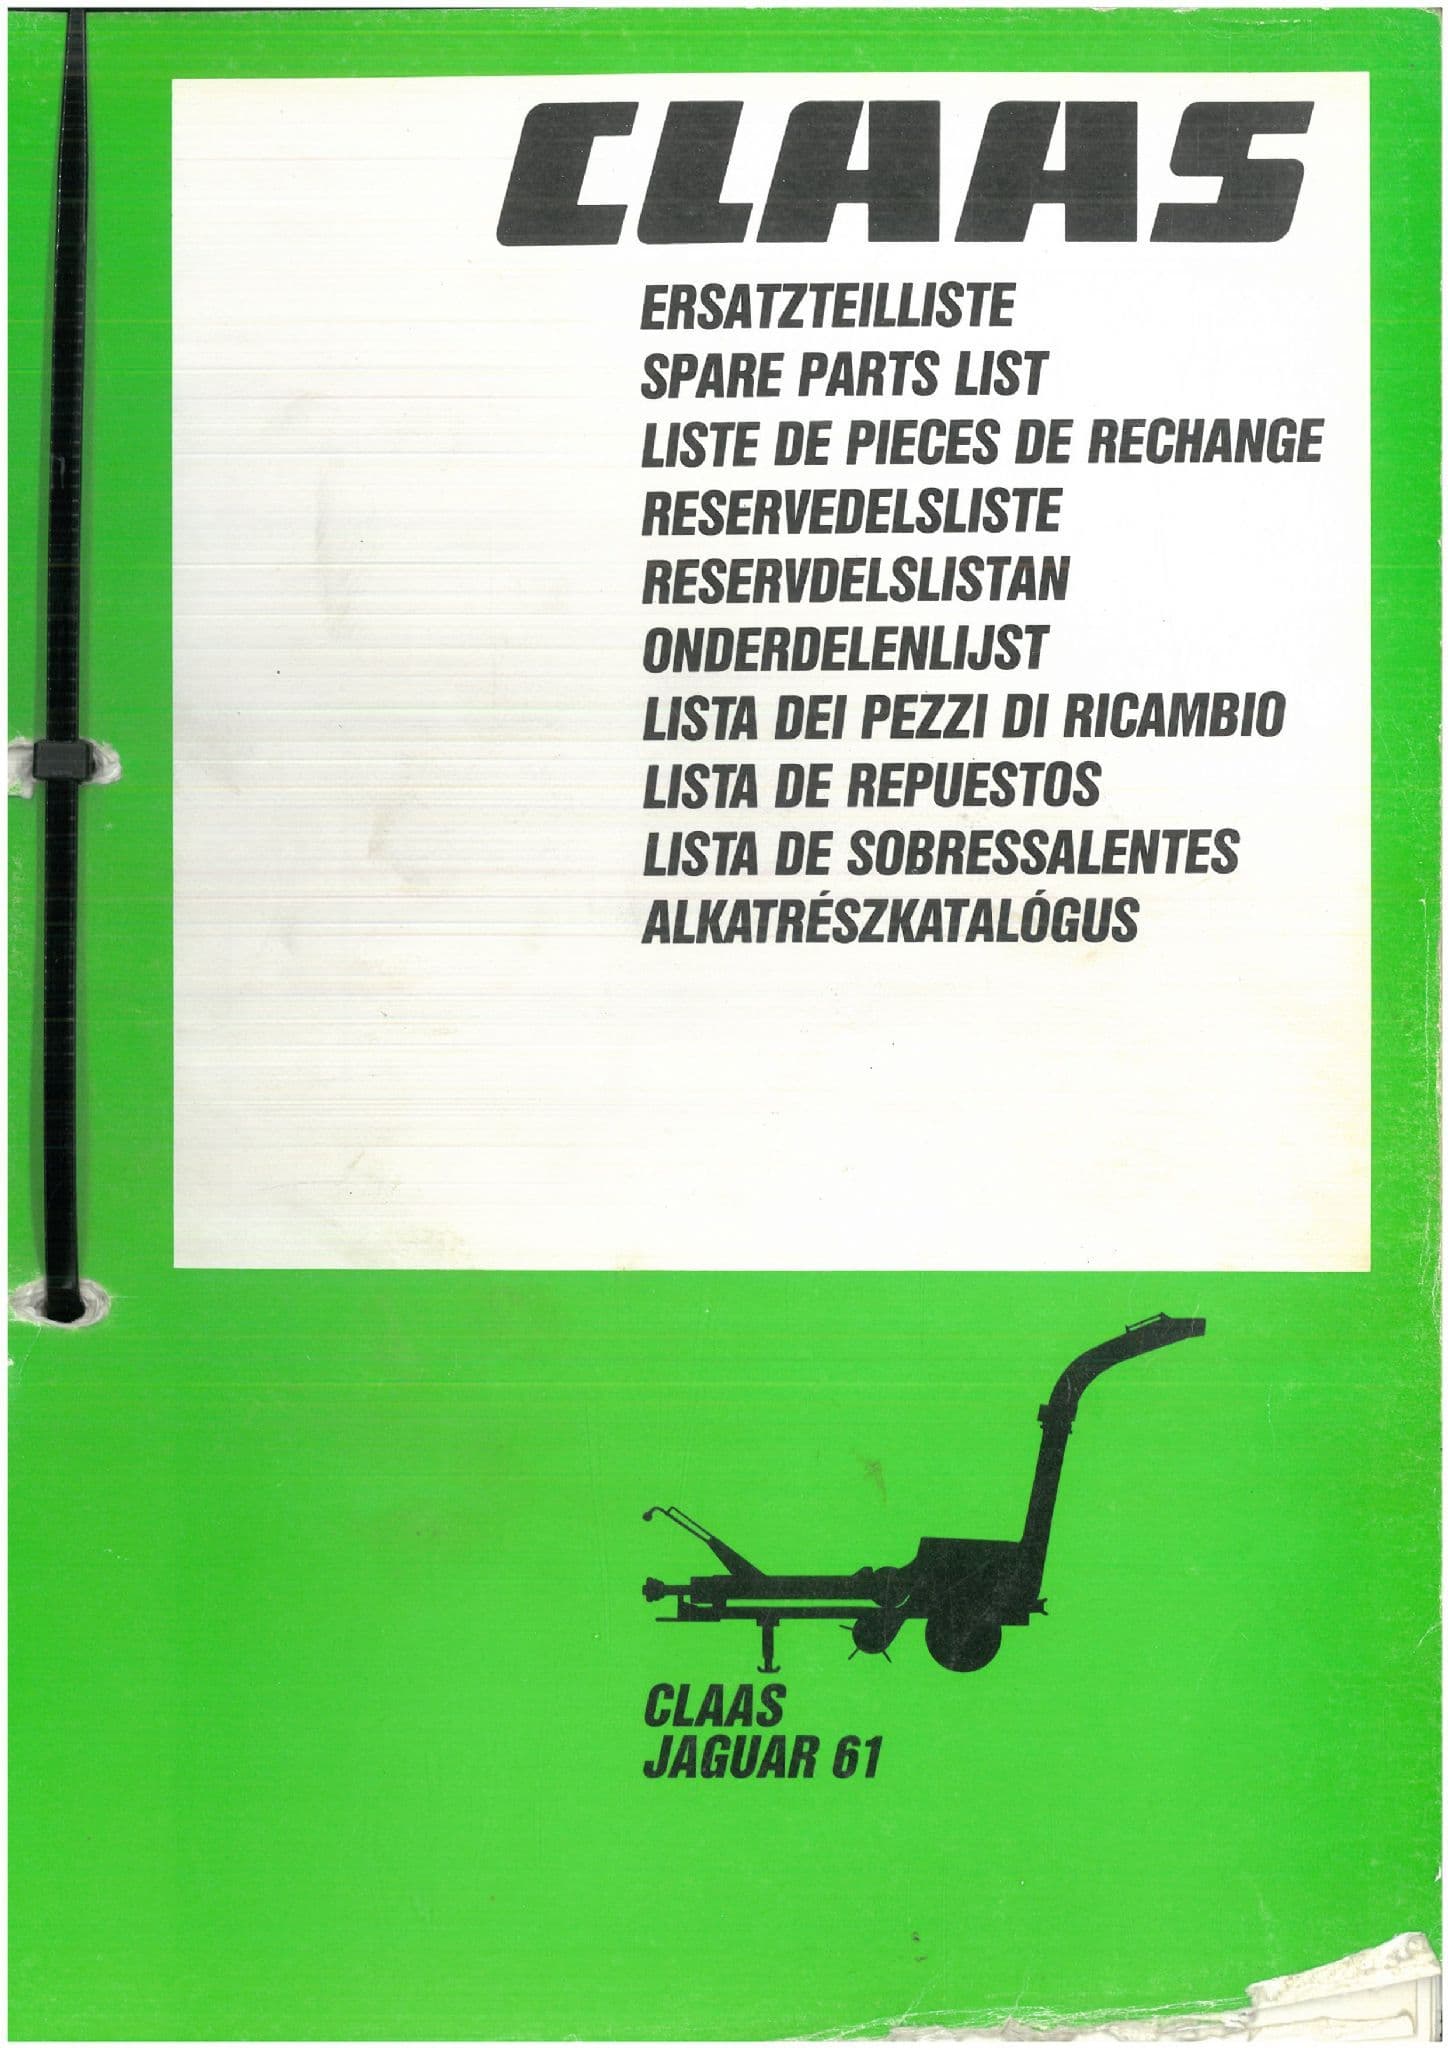 CLAAS
ERSATZTEILLISTE
SPARE PARTS LIST
LISTE DE PIECES DE RECHANGE
RESERVEDELSLISTE
RESERVDELSLISTAN
ONDERDELENLIJST
LISTA DEI PEZZI DI RICAMBIO
LISTA DE REPUESTOS
LISTA DE SOBRESSALENTES
ALKATRÉSZKATALÓGUS
CLAAS
JAGUAR 61